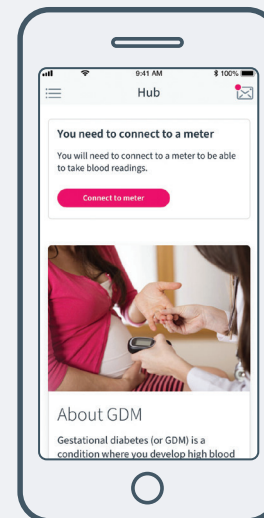 9:41 AM
100%
Hub
You need to connect to a meter
You will need to connect to a meter to be able
to take blood readings.
Connect to meter
About GDM
Gestational diabetes (or GDM) is a
condition where you develop high blood